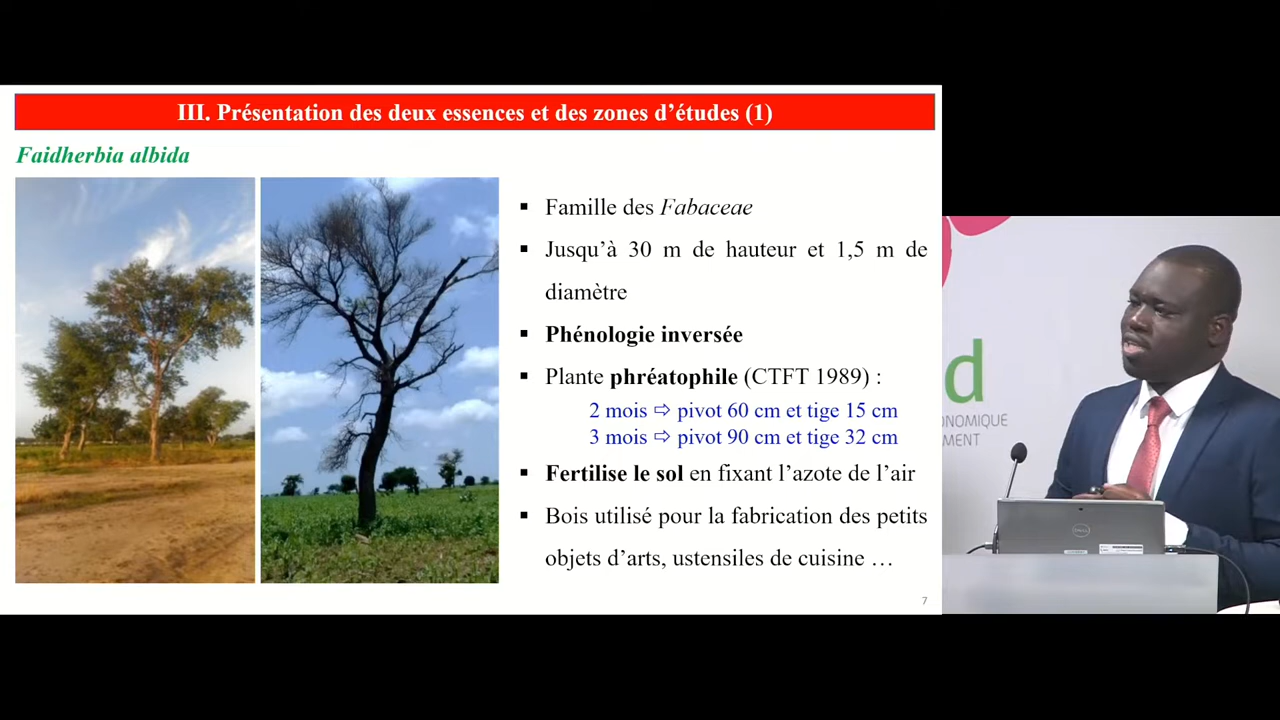 III. Présentation des deux essences et des zones d’études (1)
Faidherbia albida
▪ Famille des Fabaceae
▪ Jusqu’à 30 m de hauteur et 1,5 m de
diamètre
▪ Phénologie inversée
▪ Plante phréatophile (CTFT 1989) :
2 mois ⇨ pivot 60 cm et tige 15 cm
3 mois ⇨ pivot 90 cm et tige 32 cm
▪ Fertilise le sol en fixant l’azote de l’air
▪ Bois utilisé pour la fabrication des petits
objets d’arts, ustensiles de cuisine …
7
d
ONOMIQUE
MENT
DELL